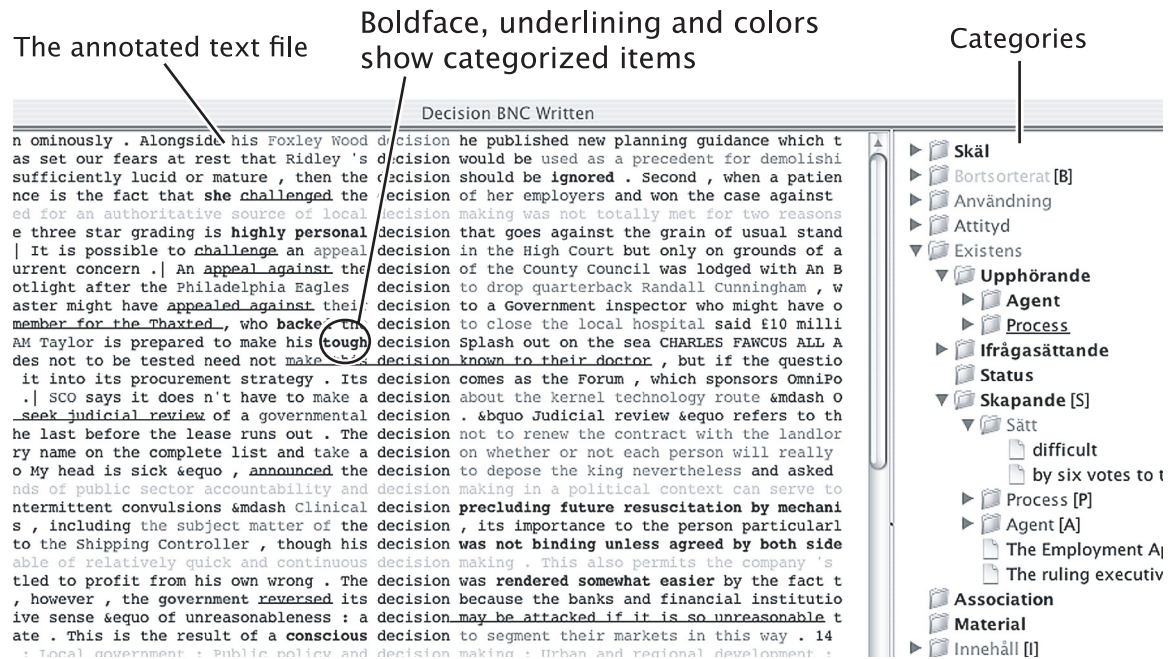 The annotated text file
Boldface, underlining and colors
show categorized items
Categories
Decision BNC Written
n ominously . Alongside his Foxley Wood decision he published new planning guidance which t
as set our fears at rest that Ridley 's decision would be used as a precedent for demolishi
sufficiently lucid or mature , then the decision should be ignored . Second , when a patien
nce is the fact that she challenged the decision of her employers and won the case against
ed for an authoritative source of local decision making was not totally met for two reasons
e three star grading is highly personal decision that goes against the grain of usual stand
| It is possible to challenge an appeal decision in the High Court but only on grounds of a
urrent concern .| An appeal against the decision of the County Council was lodged with An B
otlight after the Philadelphia Eagles ' decision to drop quarterback Randall Cunningham , w
aster might have appealed against their decision to a Government inspector who might have o
member for the Thaxted , who backed the decision to close the local hospital said £10 milli
AM Taylor is prepared to make his tough decision Splash out on the sea CHARLES FAWCUS ALL A
des not to be tested need not make this decision known to their doctor , but if the questio
it into its procurement strategy . Its decision comes as the Forum , which sponsors OmniPo
.| SCO says it does n't have to make a decision about the kernel technology route &mdash O
seek judicial review of a governmental decision . &bquo Judicial review &equo refers to th
he last before the lease runs out . The decision not to renew the contract with the landlor
ry name on the complete list and take a decision on whether or not each person will really
o My head is sick &equo , announced the decision to depose the king nevertheless and asked
nds of public sector accountability and decision making in a political context can serve to
ntermittent convulsions &mdash Clinical decision precluding future resuscitation by mechani
s , including the subject matter of the decision , its importance to the person particularl
to the Shipping Controller , though his decision was not binding unless agreed by both side
able of relatively quick and continuous decision making . This also permits the company 's
tled to profit from his own wrong . The decision was rendered somewhat easier by the fact t
, however , the government reversed its decision because the banks and financial institutio
ive sense &equo of unreasonableness : a decision may be attacked if it is so unreasonable t
ate . This is the result of a conscious decision to segment their markets in this way . 14
: Local government : Public policy and decision making : Urban and regional development :
Skäl
Bortsorterat [B]
Användning
Attityd
Existens
Upphörande
Agent
Process
Ifrågasättande
Status
Skapande [S]
Sätt
difficult
by six votes to t
Process [P]
Agent [A]
The Employment Ap
The ruling executiv
Association
Material
Innehåll [I]